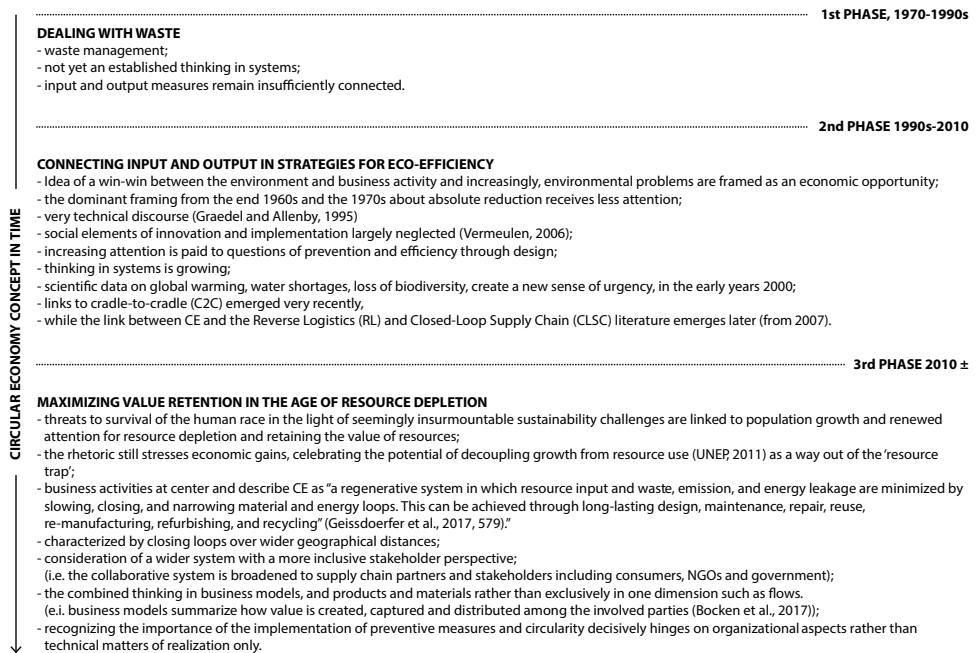 1st PHASE, 1970-1990s
DEALING WITH WASTE
- waste management;
- not yet an established thinking in systems;
- input and output measures remain insufficiently connected.
2nd PHASE 1990s-2010
CONNECTING INPUT AND OUTPUT IN STRATEGIES FOR ECO-EFFICIENCY
- Idea of a win-win between the environment and business activity and increasingly, environmental problems are framed as an economic opportunity;
- the dominant framing from the end 1960s and the 1970s about absolute reduction receives less attention;
- very technical discourse (Graedel and Allenby, 1995)
- social elements of innovation and implementation largely neglected (Vermeulen, 2006);
- increasing attention is paid to questions of prevention and efficiency through design;
- thinking in systems is growing;
- scientific data on global warming, water shortages, loss of biodiversity, create a new sense of urgency, in the early years 2000;
- links to cradle-to-cradle (C2C) emerged very recently,
- while the link between CE and the Reverse Logistics (RL) and Closed-Loop Supply Chain (CLSC) literature emerges later (from 2007).
CIRCULAR ECONOMY CONCEPT IN TIME
3rd PHASE 2010 ±
MAXIMIZING VALUE RETENTION IN THE AGE OF RESOURCE DEPLETION
- threats to survival of the human race in the light of seemingly insurmountable sustainability challenges are linked to population growth and renewed
attention for resource depletion and retaining the value of resources;
- the rhetoric still stresses economic gains, celebrating the potential of decoupling growth from resource use (UNEP, 2011) as a way out of the 'resource
trap';
- business activities at center and describe CE as "a regenerative system in which resource input and waste, emission, and energy leakage are minimized by
slowing, closing, and narrowing material and energy loops. This can be achieved through long-lasting design, maintenance, repair, reuse,
re-manufacturing, refurbishing, and recycling" (Geissdoerfer et al., 2017, 579)."
- characterized by closing loops over wider geographical distances;
- consideration of a wider system with a more inclusive stakeholder perspective;
(i.e. the collaborative system is broadened to supply chain partners and stakeholders including consumers, NGOs and government);
- the combined thinking in business models, and products and materials rather than exclusively in one dimension such as flows.
(e.i. business models summarize how value is created, captured and distributed among the involved parties (Bocken et al., 2017));
- recognizing the importance of the implementation of preventive measures and circularity decisively hinges on organizational aspects rather than
technical matters of realization only.